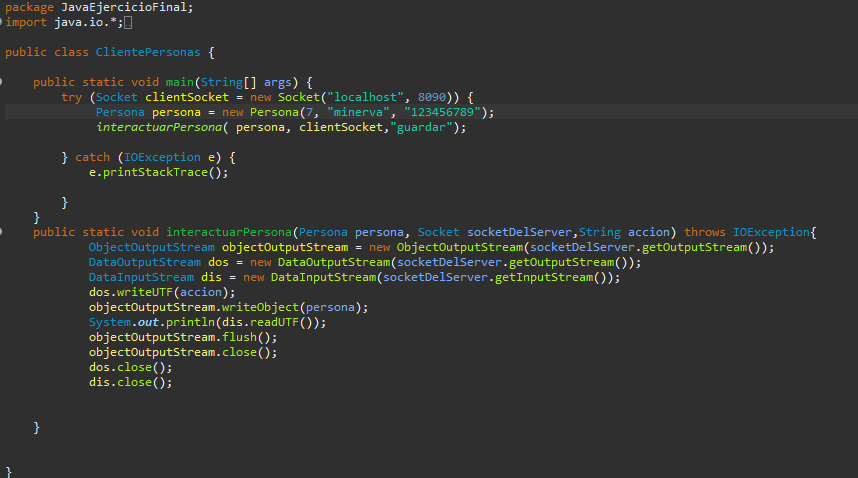 package JavaEjercicioFinal;
import java.io.*;
public class ClientePersonas {
public static void main(String[] args) {
try (Socket clientSocket = new Socket("localhost", 8090)) {
Persona persona = new Persona(7, "minerva", "123456789");
interactuarPersona( persona, clientSocket,"guardar");
} catch (IOException e) {
e.printStackTrace();
}
}
public static void interactuarPersona(Persona persona, Socket socketDelServer,String accion) throws IOException{
ObjectOutputStream objectOutputStream = new ObjectOutputStream(socketDelServer.getOutputStream());
DataOutputStream dos = new DataOutputStream(socketDelServer.getOutputStream());
DataInputStream dis = new DataInputStream(socketDelServer.getInputStream());
dos.writeUTF(accion);
objectOutputStream.writeObject(persona);
System.out.println(dis.readUTF());
objectOutputStream.flush();
objectOutputStream.close();
dos.close();
dis.close();
}
}